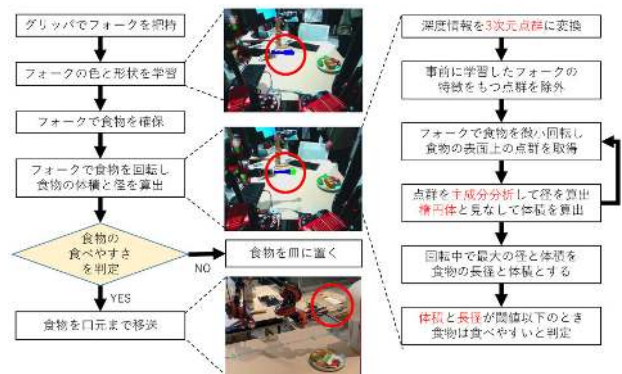 グリッパでフォークを把持
フォークの色と形状を学習
フォークで食物を確保
フォークで食物を回転し
食物の体積と径を算出
食物の
食べやすさ
を判定
NO
食物を皿に置く
YES
食物を口元まで移送
深度情報を3次元点群に変換
事前に学習したフォークの
特徴をもつ点群を除外
フォークで食物を微小回転し
食物の表面上の点群を取得
点群を主成分分析して径を算出
楕円体と見なして体積を算出
回転中で最大の径と体積を
食物の長径と体積とする
体積と長径が閾値以下のとき
食物は食べやすいと判定